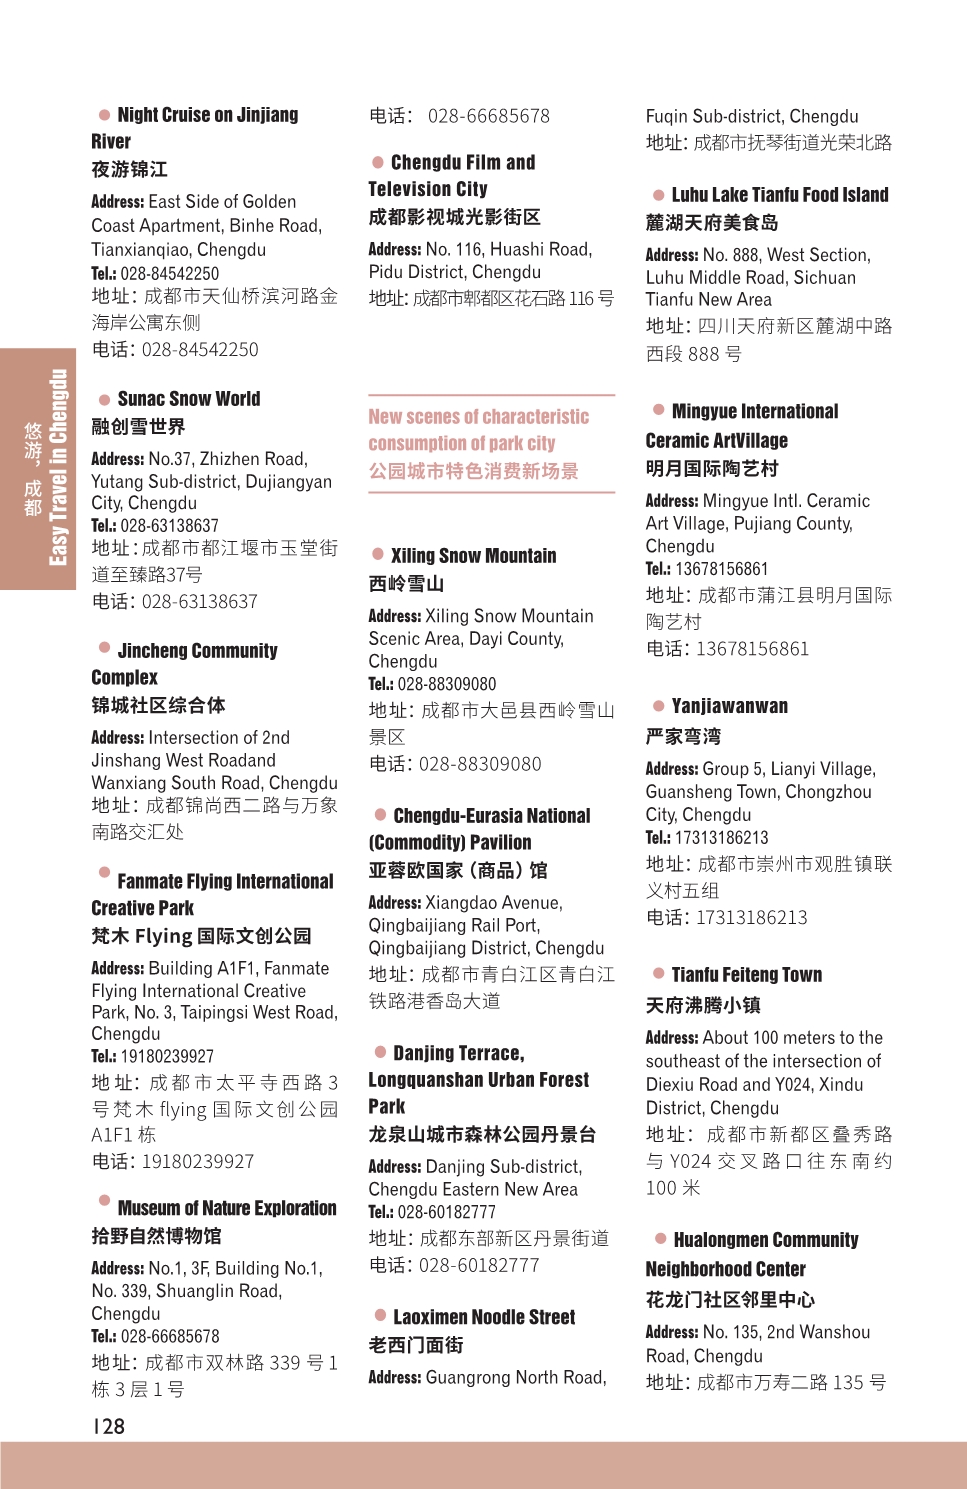 ● Night Cruise on Jinjiang
River
夜游锦江
Address: East Side of Golden
Coast Apartment, Binhe Road,
Tianxianqiao, Chengdu
Tel.: 028-84542250
地址：成都市天仙桥滨河路金
海岸公寓东侧
电话：028-84542250
● Sunac Snow World
融创雪世界
Address: No.37, Zhizhen Road,
Yutang Sub-district, Dujiangyan
City, Chengdu
Tel.: 028-63138637
地址：成都市都江堰市玉堂街
道至臻路37号
电话：028-63138637
● Jincheng Community
Complex
锦城社区综合体
Address: Intersection of 2nd
Jinshang West Roadand
Wanxiang South Road, Chengdu
地址：成都锦尚西二路与万象
南路交汇处
● Fanmate Flying International
Creative Park
梵木 Flying 国际文创公园
Address: Building A1F1, Fanmate
Flying International Creative
Park, No. 3, Taipingsi West Road,
Chengdu
Tel.: 19180239927
地址：成都市太平寺西路 3
号梵木 flying 国际文创公园
A1F1 栋
电话：19180239927
● Museum of Nature Exploration
拾野自然博物馆
Address: No.1, 3F, Building No.1,
No. 339, Shuanglin Road,
Chengdu
Tel.: 028-66685678
地址：成都市双林路 339 号 1
栋 3 层 1 号
电话： 028-66685678
● Chengdu Film and
Television City
成都影视城光影街区
Address: No. 116, Huashi Road,
Pidu District, Chengdu
地址：成都市郫都区花石路 116 号
New scenes of characteristic
consumption of park city
公园城市特色消费新场景
● Xiling Snow Mountain
西岭雪山
Address: Xiling Snow Mountain
Scenic Area, Dayi County,
Chengdu
Tel.: 028-88309080
地址：成都市大邑县西岭雪山
景区
电话：028-88309080
● Chengdu-Eurasia National
(Commodity) Pavilion
亚蓉欧国家（商品）馆
Address: Xiangdao Avenue,
Qingbaijiang Rail Port,
Qingbaijiang District, Chengdu
地址：成都市青白江区青白江
铁路港香岛大道
● Danjing Terrace,
Longquanshan Urban Forest
Park
龙泉山城市森林公园丹景台
Address: Danjing Sub-district,
Chengdu Eastern New Area
Tel.: 028-60182777
地址：成都东部新区丹景街道
电话：028-60182777
● Laoximen Noodle Street
老西门面街
Address: Guangrong North Road,
Fuqin Sub-district, Chengdu
地址：成都市抚琴街道光荣北路
● Luhu Lake Tianfu Food Island
麓湖天府美食岛
Address: No. 888, West Section,
Luhu Middle Road, Sichuan
Tianfu New Area
地址：四川天府新区麓湖中路
西段 888 号
● Mingyue International
Ceramic ArtVillage
明月国际陶艺村
Address: Mingyue Intl. Ceramic
Art Village, Pujiang County,
Chengdu
Tel.: 13678156861
地址：成都市蒲江县明月国际
陶艺村
电话：13678156861
● Yanjiawanwan
严家弯湾
Address: Group 5, Lianyi Village,
Guansheng Town, Chongzhou
City, Chengdu
Tel.: 17313186213
地址：成都市崇州市观胜镇联
义村五组
电话：17313186213
● Tianfu Feiteng Town
天府沸腾小镇
Address: About 100 meters to the
southeast of the intersection of
Diexiu Road and Y024, Xindu
District, Chengdu
地址：成都市新都区叠秀路
与 Y024 交叉路口往东南约
100 米
● Hualongmen Community
Neighborhood Center
花龙门社区邻里中心
Address: No. 135, 2nd Wanshou
Road, Chengdu
地址：成都市万寿二路 135 号
悠游，成都
Easy Travel in Chengdu
128